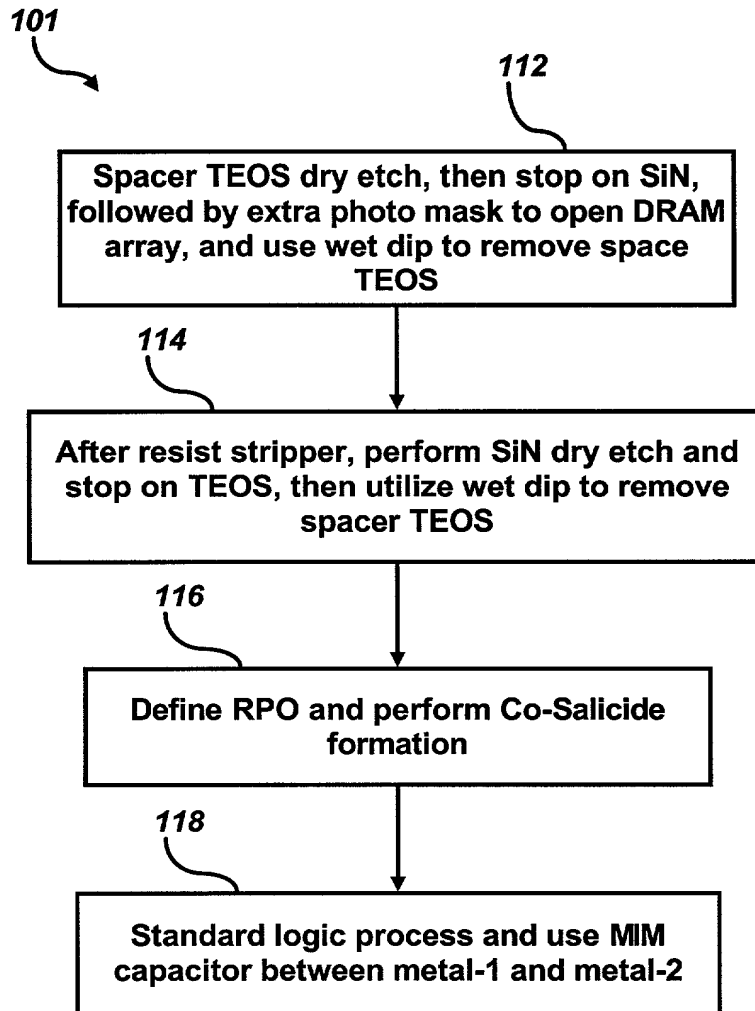 101
112
Spacer TEOS dry etch, then stop on SiN,
followed by extra photo mask to open DRAM
array, and use wet dip to remove space
TEOS
114
After resist stripper, perform SiN dry etch and
stop on TEOS, then utilize wet dip to remove
spacer TEOS
116
Define RPO and perform Co-Salicide
formation
118
Standard logic process and use MIM
capacitor between metal-1 and metal-2